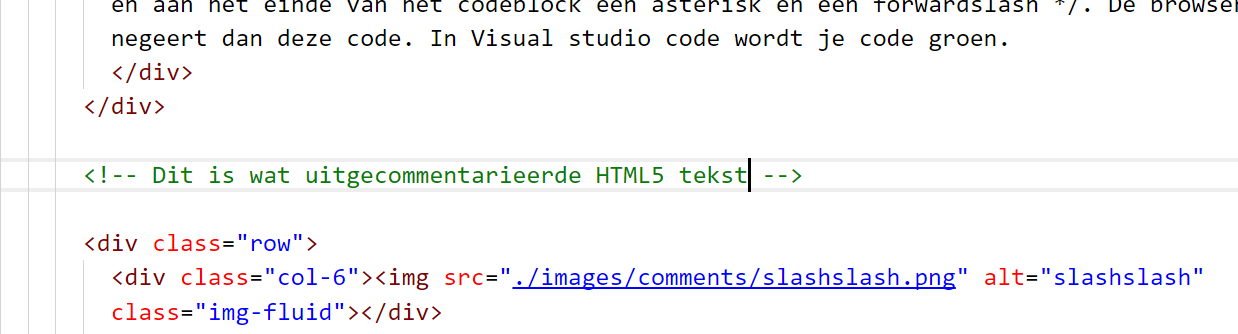 en aan het einde van het codeblock een asterisk en een forwardslash */. De browser
negeert dan deze code. In Visual studio code wordt je code groen.
</div>
</div>
<!-- Dit is wat uitgecommentarieerde HTML5 tekst -->
<div class="row">
<div class="col-6"><img src="./images/comments/slashslash.png" alt="slashslash"
class="img-fluid"></div>